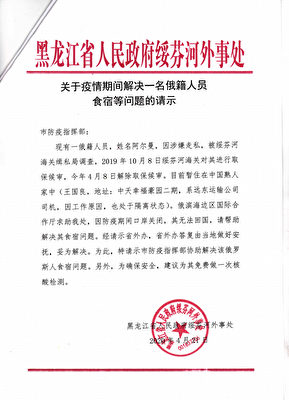 黑龙江省人民政府绥芬河外事处
关于疫情期间解决一名俄籍人员
食宿等问题的请示
市防疫指挥部：
现有一俄籍人员，姓名阿尔曼，因涉嫌走私，被绥芬河
海关缉私局调查，2019年10月8日绥芬河海关对其进行取
保候审，今年4月8日解除取保候审。目前暂住在中国熟人
家中（王国良，地址：中天幸福豪园二期，系远东运输公司
司机，因工作原因，也处于隔离状态）。俄滨海边区国际合
作厅求助我处，因防疫期间口岸关闭，其无法回国，请帮助
解决其食宿问题。经请示省外办，省外办答复由当地做好安
抚，妥为解决。为此，特请示市防疫指挥部协助解决该俄罗
斯人食宿问题，另外，为确保安全，建议为其免费做一次核
酸检测。
黑龙江省人民政府绥芬河外事处
2020年4月21日